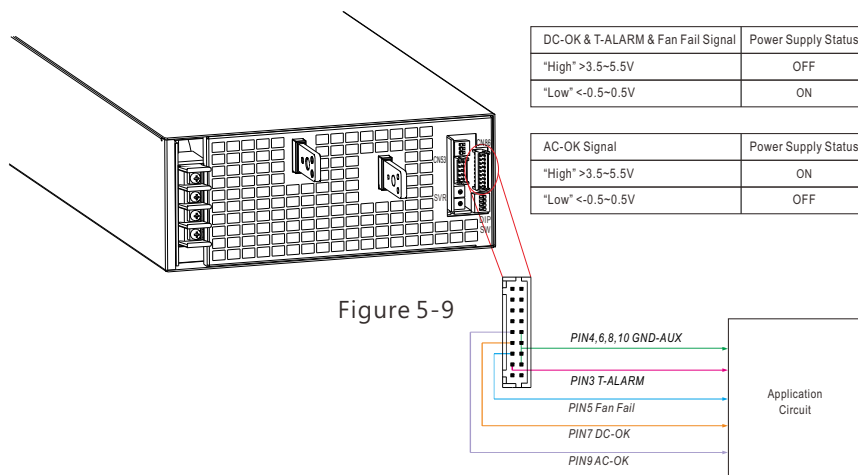 DC-OK & T-ALARM & Fan Fail Signal Power Supply Status
“High” >3.5~5.5V OFF
“Low” <-0.5~0.5V ON
AC-OK Signal Power Supply Status
“High” >3.5~5.5V ON
“Low” <-0.5~0.5V OFF
CN86
CN53
SVR
DIP
SW
Figure 5-9
PIN4,6,8,10 GND-AUX
PIN3 T-ALARM
PIN5 Fan Fail
PIN7 DC-OK
PIN9 AC-OK
Application
Circuit